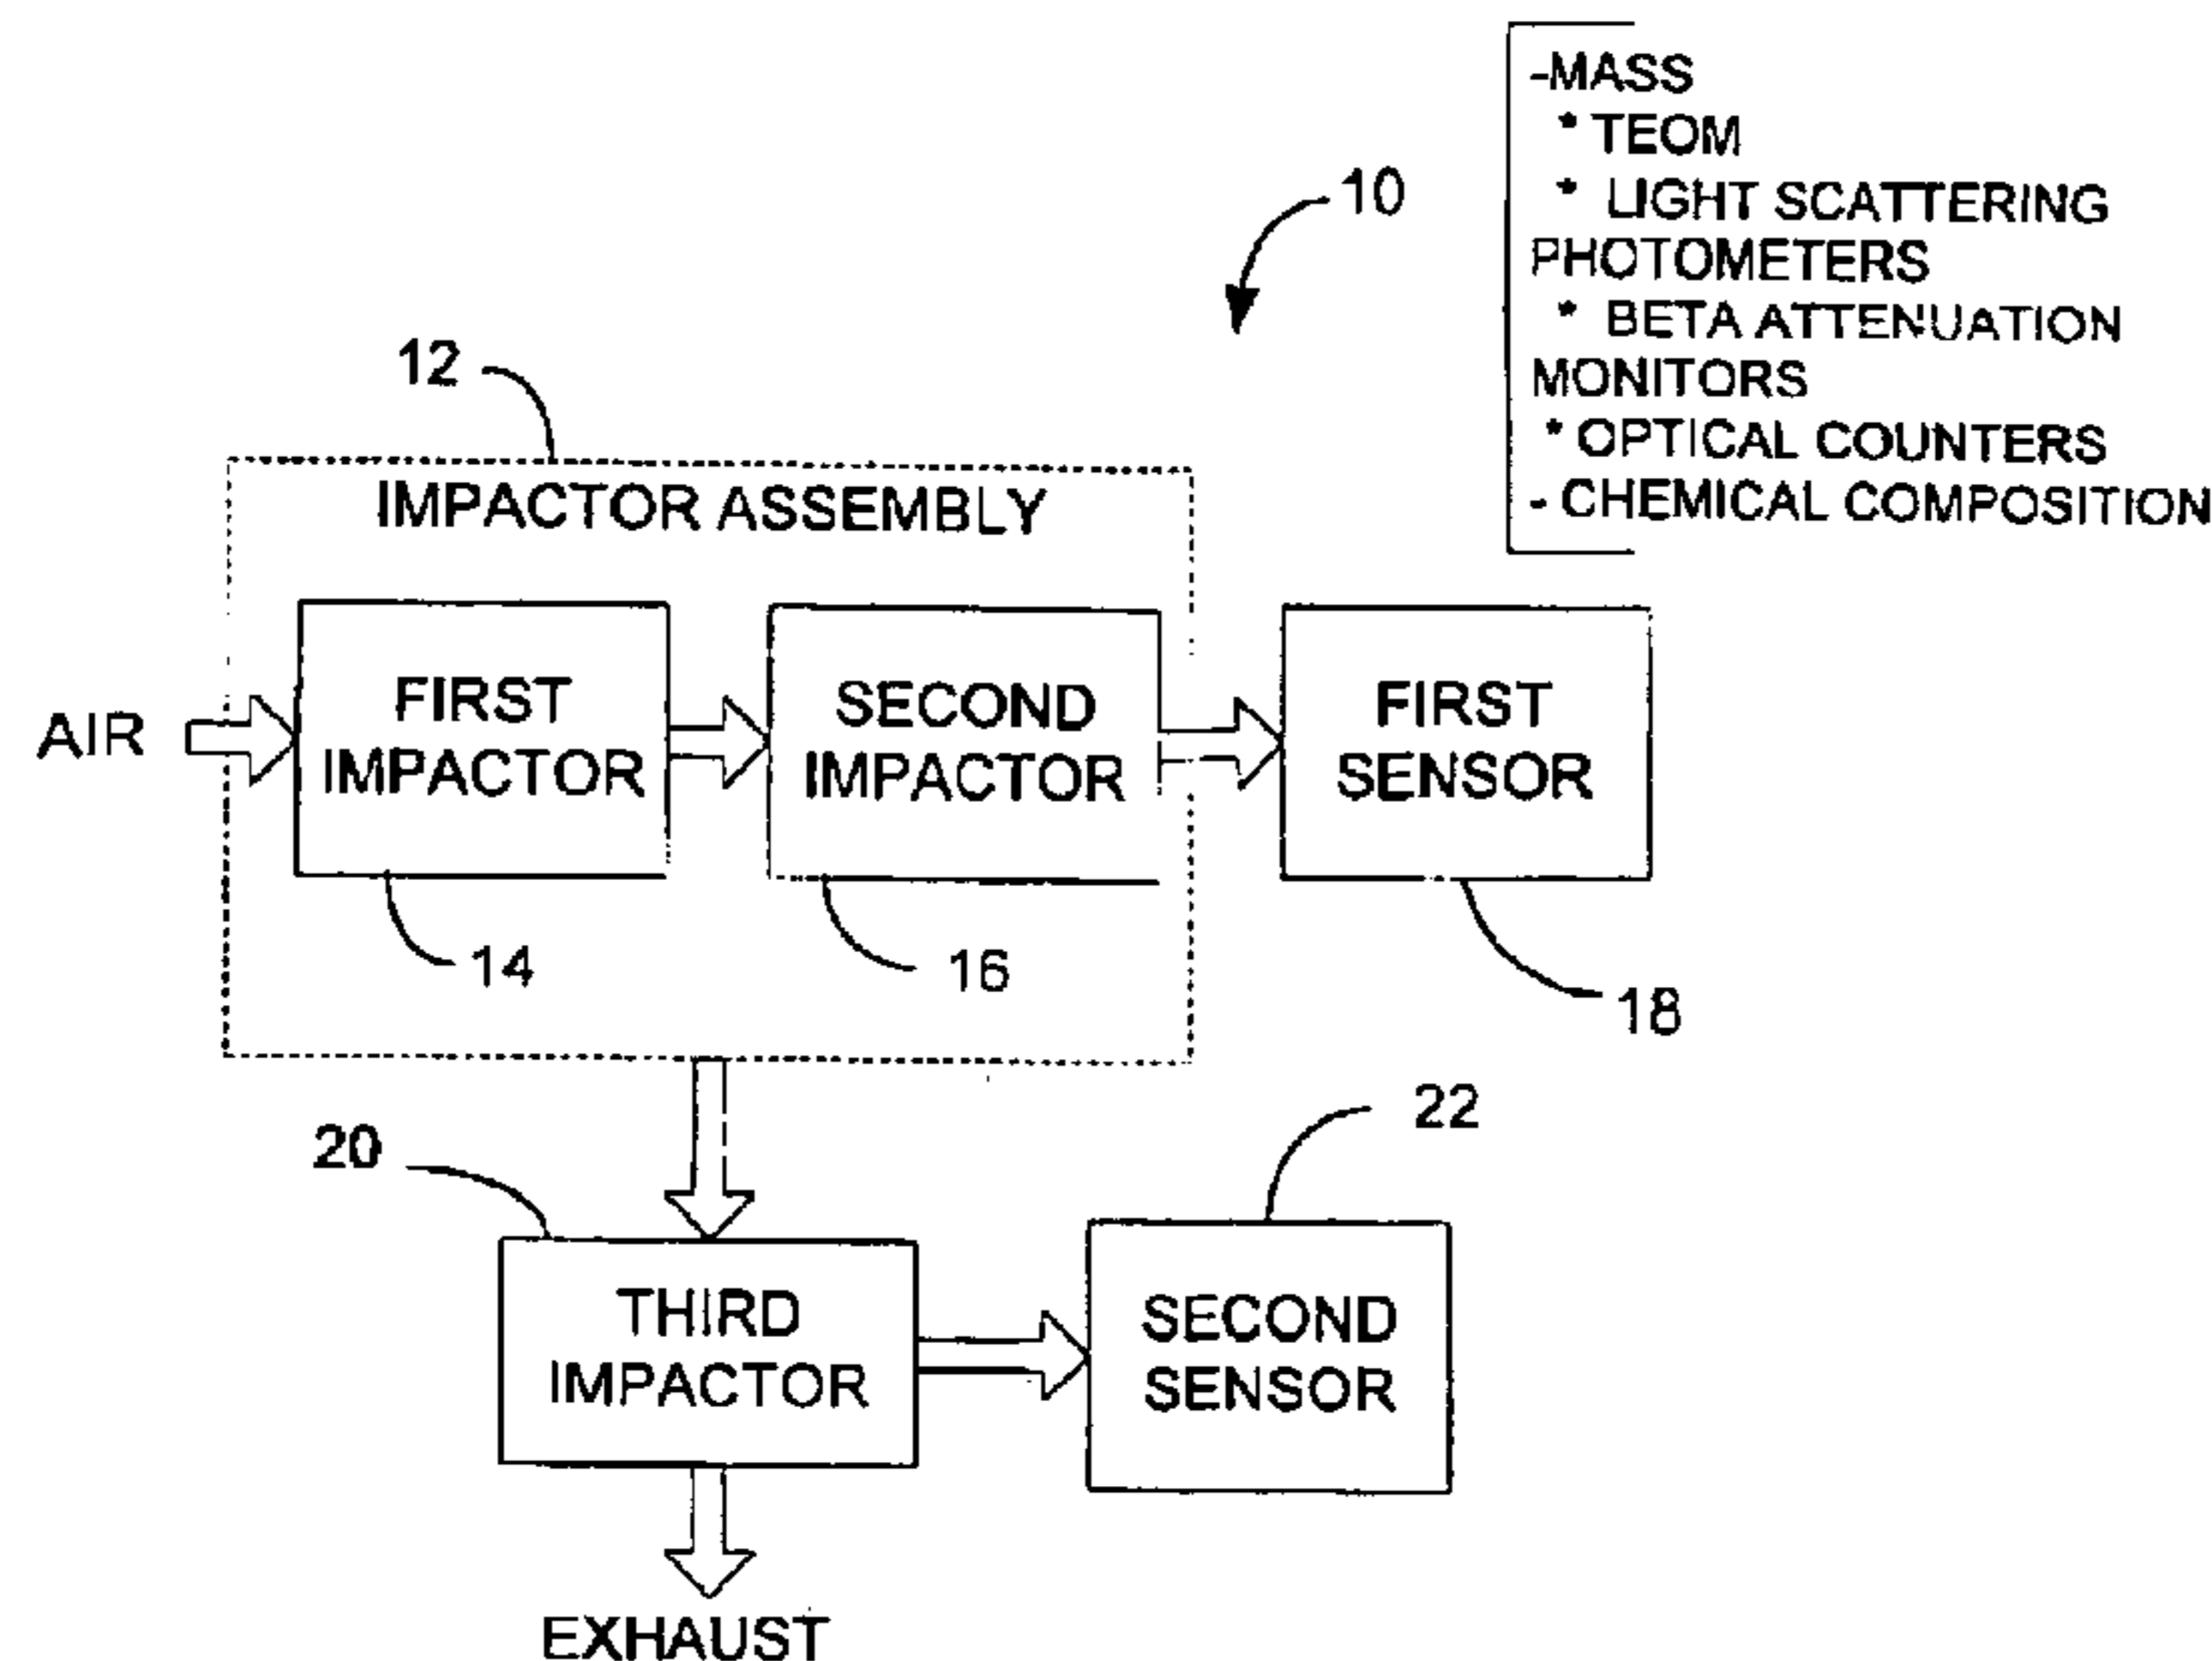 -MASS
* TEOM
* LIGHT SCATTERING
PHOTOMETERS
* BETA ATTENUATION
MONITORS
* OPTICAL COUNTERS
- CHEMICAL COMPOSITION
10
12
IMPACTOR ASSEMBLY
AIR
FIRST
IMPACTOR
SECOND
IMPACTOR
FIRST
SENSOR
14
16
18
20
22
THIRD
IMPACTOR
SECOND
SENSOR
EXHAUST